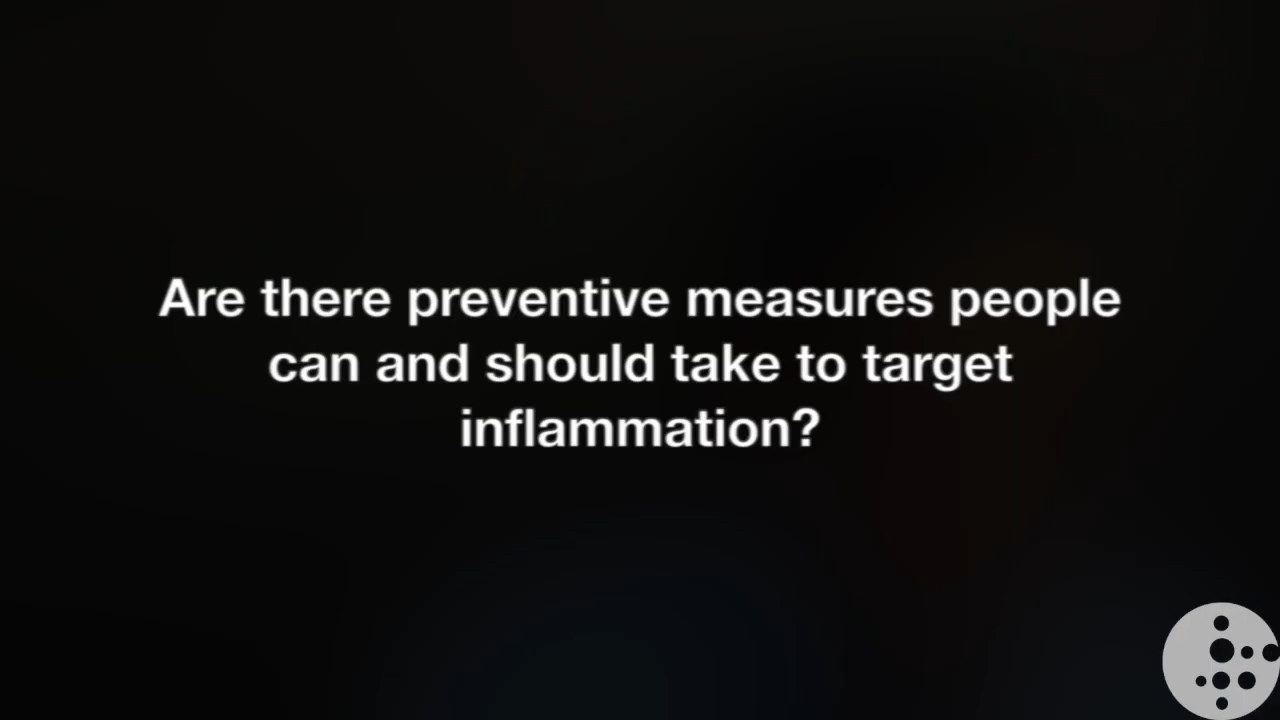 Are there preventive measures people
can and should take to target
inflammation?